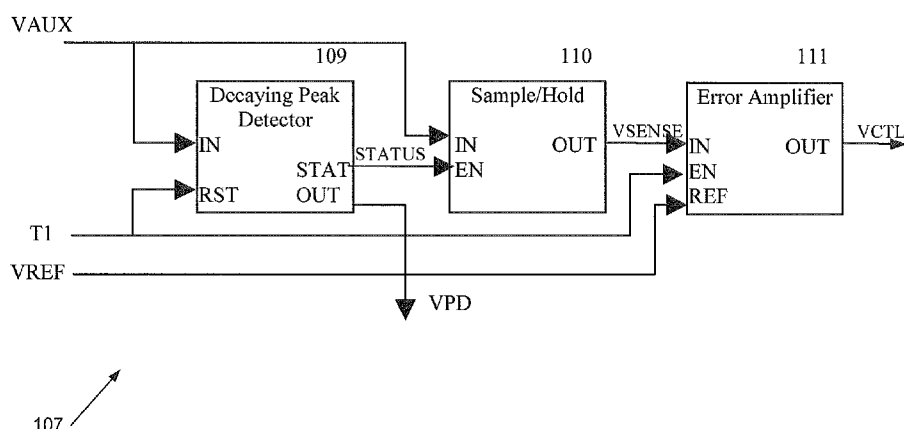 VAUX
109
110
111
Decaying Peak
Detector
Sample/Hold
Error Amplifier
IN
STAT
OUT
RST
STATUS
IN
EN
OUT
VSENSE
IN
EN
REF
OUT
VCTL
T1
VREF
VPD
107